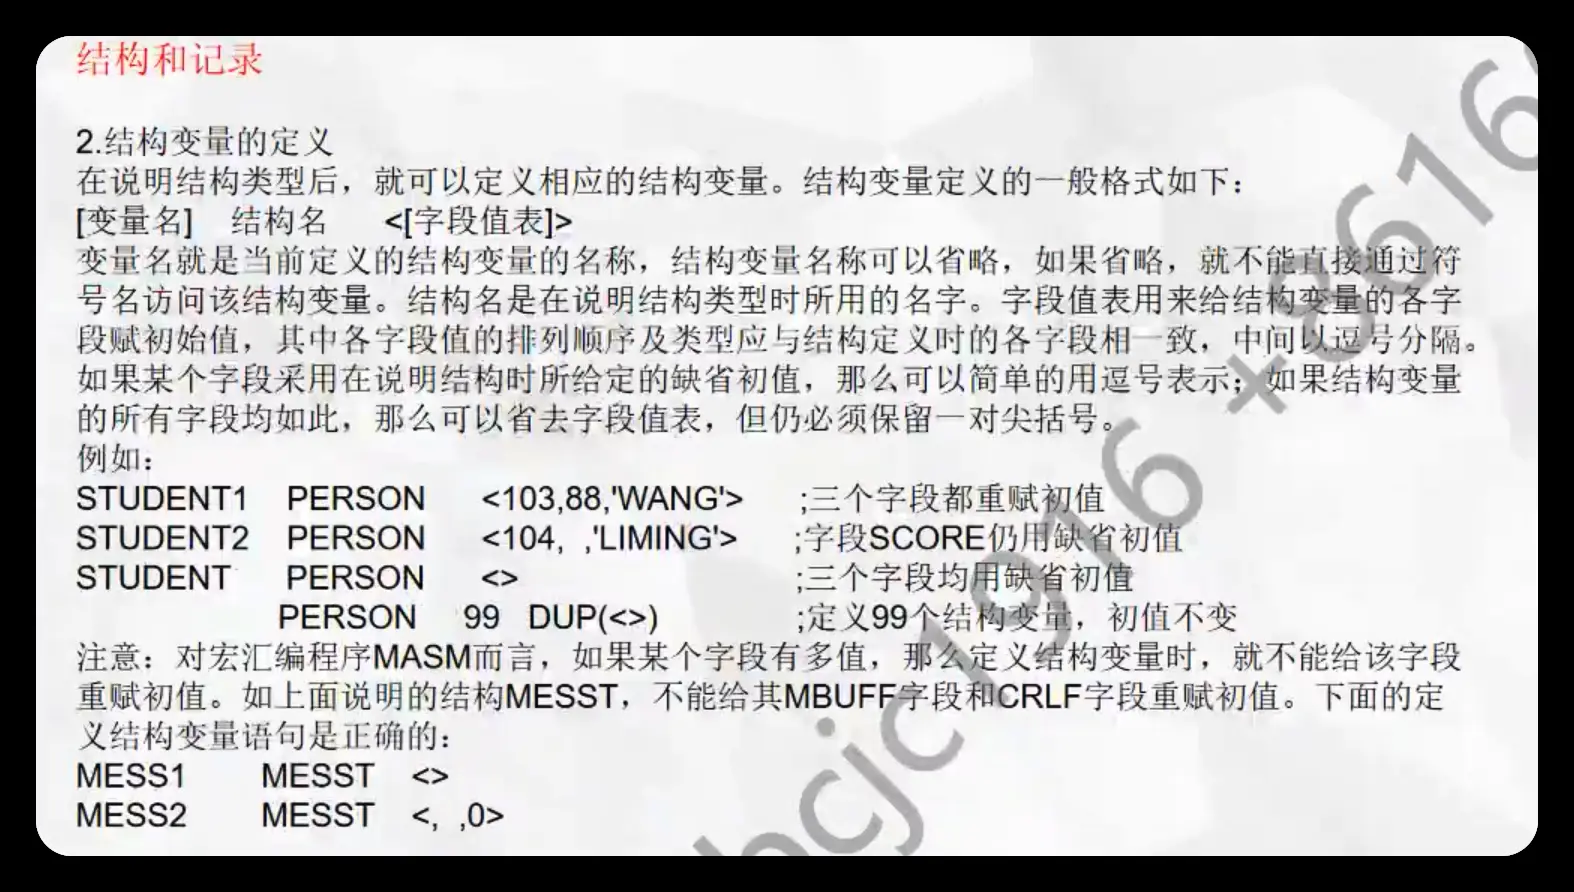 结构和记录
2.结构变量的定义
在说明结构类型后，就可以定义相应的结构变量。结构变量定义的一般格式如下：
[变量名] 结构名 <[字段值表]>
变量名就是当前定义的结构变量的名称，结构变量名称可以省略，如果省略，就不能直接通过符
号名访问该结构变量。结构名是在说明结构类型时所用的名字。字段值表用来给结构变量的各字
段赋初始值，其中各字段值的排列顺序及类型应与结构定义时的各字段相一致，中间以逗号分隔。
如果某个字段采用在说明结构时所给定的缺省初值，那么可以简单的用逗号表示；如果结构变量
的所有字段均如此，那么可以省去字段值表，但仍必须保留一对尖括号。
例如：
STUDENT1 PERSON <103,88,'WANG'> ;三个字段都重赋初值
STUDENT2 PERSON <104, ,'LIMING'> ;字段SCORE仍用缺省初值
STUDENT PERSON <> ;三个字段均用缺省初值
PERSON 99 DUP(<>) ;定义99个结构变量，初值不变
注意：对宏汇编程序MASM而言，如果某个字段有多值，那么定义结构变量时，就不能给该字段
重赋初值。如上面说明的结构MESST，不能给其MBUFF字段和CRLF字段重赋初值。下面的定
义结构变量语句是正确的：
MESS1 MESST <>
MESS2 MESST <, ,0>